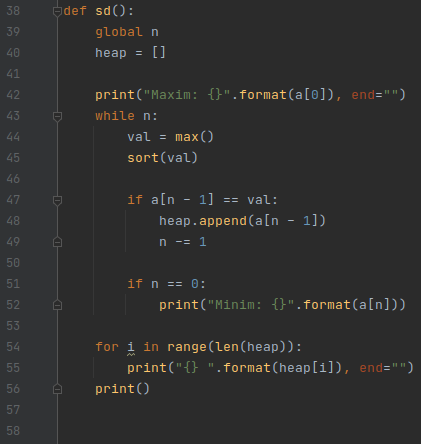 38 def sd():
39     global n
40     heap = []
41
42     print("Maxim: {}".format(a[0]), end="")
43     while n:
44         val = max()
45         sort(val)
46
47         if a[n - 1] == val:
48             heap.append(a[n - 1])
49             n -= 1
50
51         if n == 0:
52             print("Minim: {}".format(a[n]))
53
54     for i in range(len(heap)):
55         print("{} ".format(heap[i]), end="")
56     print()
57
58